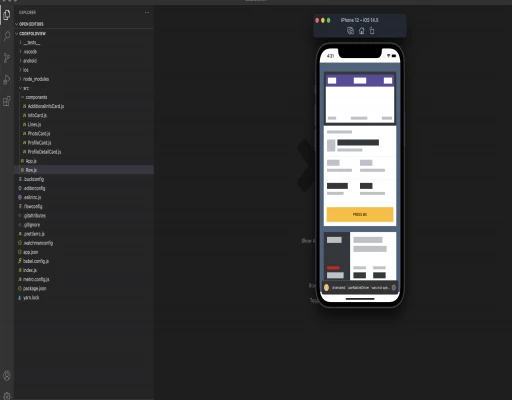 EXPLORER
OPEN EDITORS
CODEFOLDVIEW
__tests__
.vscode
android
ios
node_modules
src
components
AdditionalInfoCard.js
InfoCard.js
Lines.js
PhotoCard.js
ProfileCard.js
ProfileDetailCard.js
App.js
Row.js
.buckconfig
.editorconfig
.eslintrc.js
.flowconfig
.gitattributes
.gitignore
.prettierrc.js
.watchmanconfig
app.json
babel.config.js
index.js
metro.config.js
package.json
yarn.lock
iPhone 12 – iOS 14.5
4:31
PRESS ME
Show A